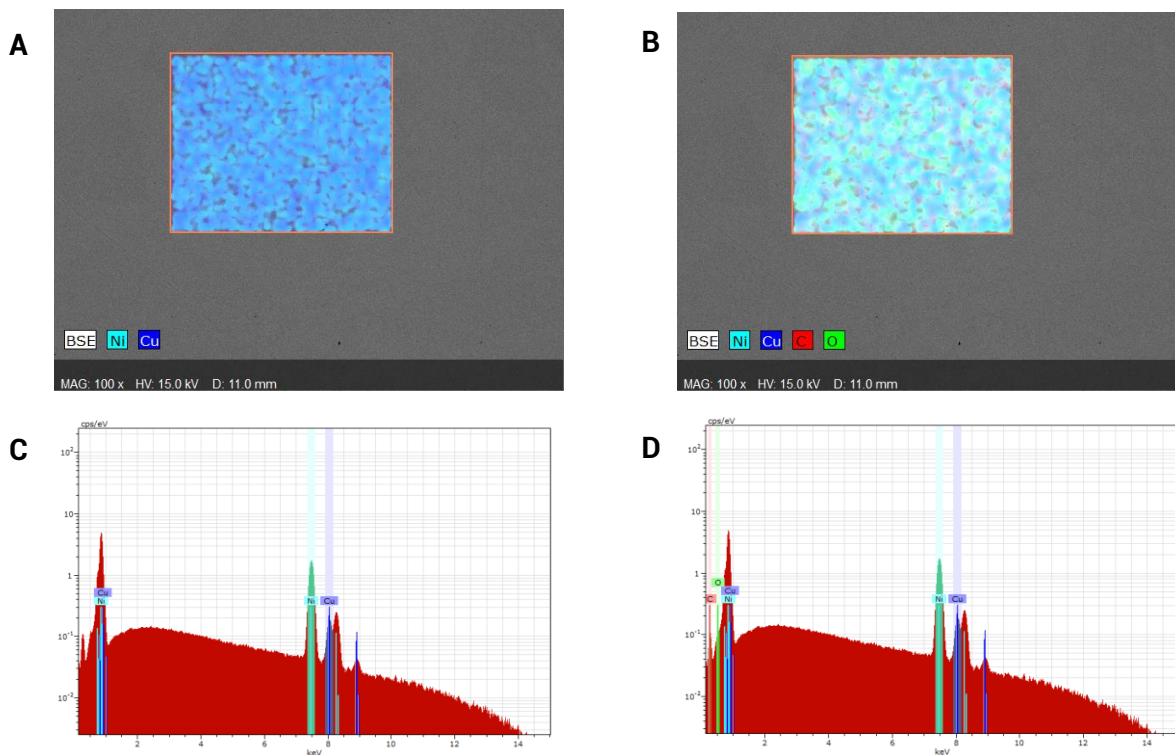 A
BSE Ni Cu
MAG: 100 x HV: 15.0 kV D: 11.0 mm
B
BSE Ni Cu C O
MAG: 100 x HV: 15.0 kV D: 11.0 mm
C
cps/eV
10²
10
1
10⁻¹
10⁻²
Cu
Ni
Ni
Cu
2 4 6 8 10 12 14
keV
D
cps/eV
10²
10
1
10⁻¹
10⁻²
O
Cu
C
Ni
Ni
Cu
2 4 6 8 10 12 14
keV